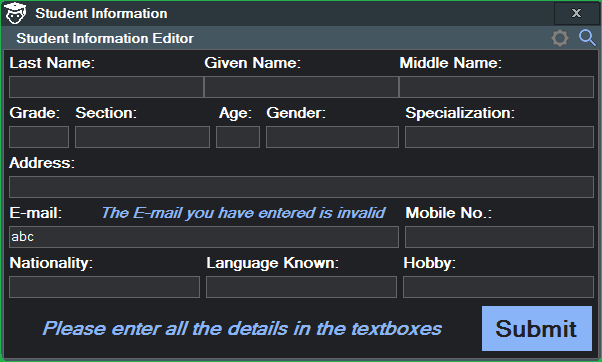 Student Information x
Student Information Editor
Last Name: Given Name: Middle Name:
Grade: Section: Age: Gender: Specialization:
Address:
E-mail: The E-mail you have entered is invalid Mobile No.:
abc
Nationality: Language Known: Hobby:
Please enter all the details in the textboxes Submit